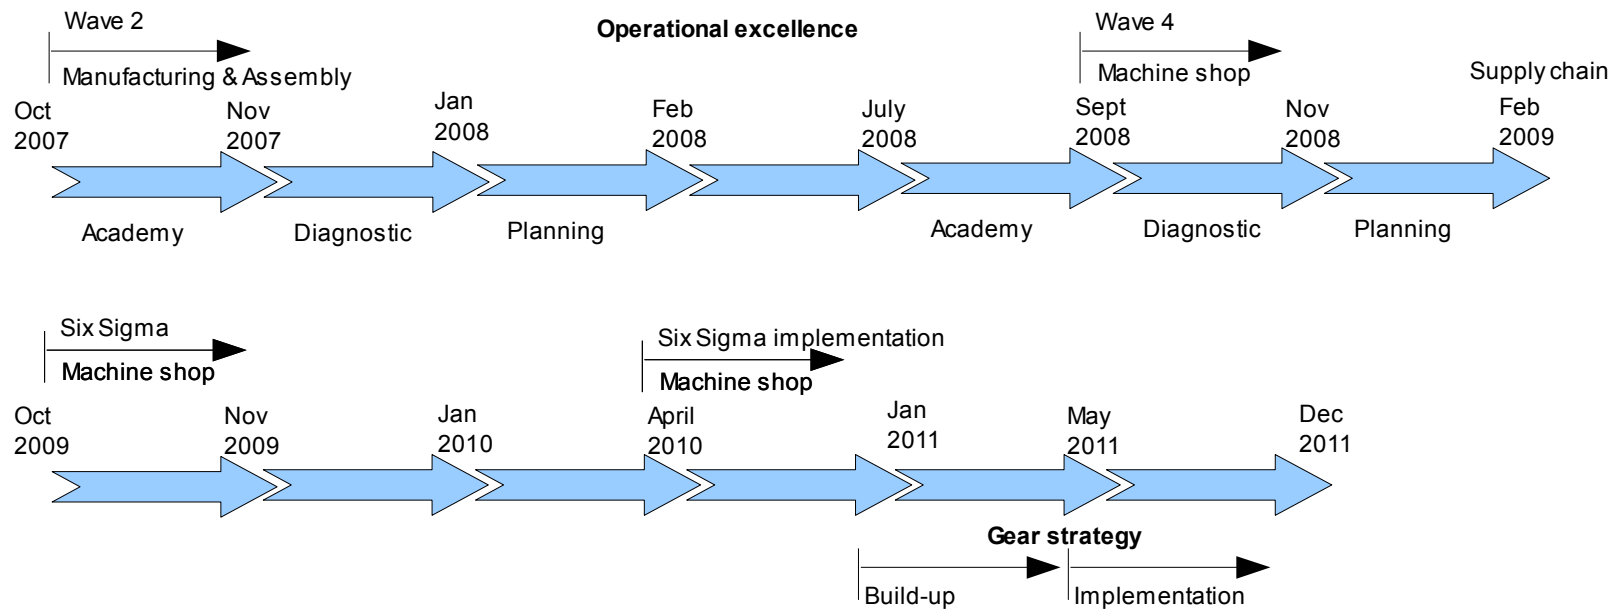 Wave 2
Operational excellence
Wave 4
Manufacturing & Assembly
Machine shop
Supply chain
Oct
2007
Nov
2007
Jan
2008
Feb
2008
July
2008
Sept
2008
Nov
2008
Feb
2009
Academy
Diagnostic
Planning
Academy
Diagnostic
Planning
Six Sigma
Machine shop
Six Sigma implementation
Machine shop
Oct
2009
Nov
2009
Jan
2010
April
2010
Jan
2011
May
2011
Dec
2011
Gear strategy
Build-up
Implementation